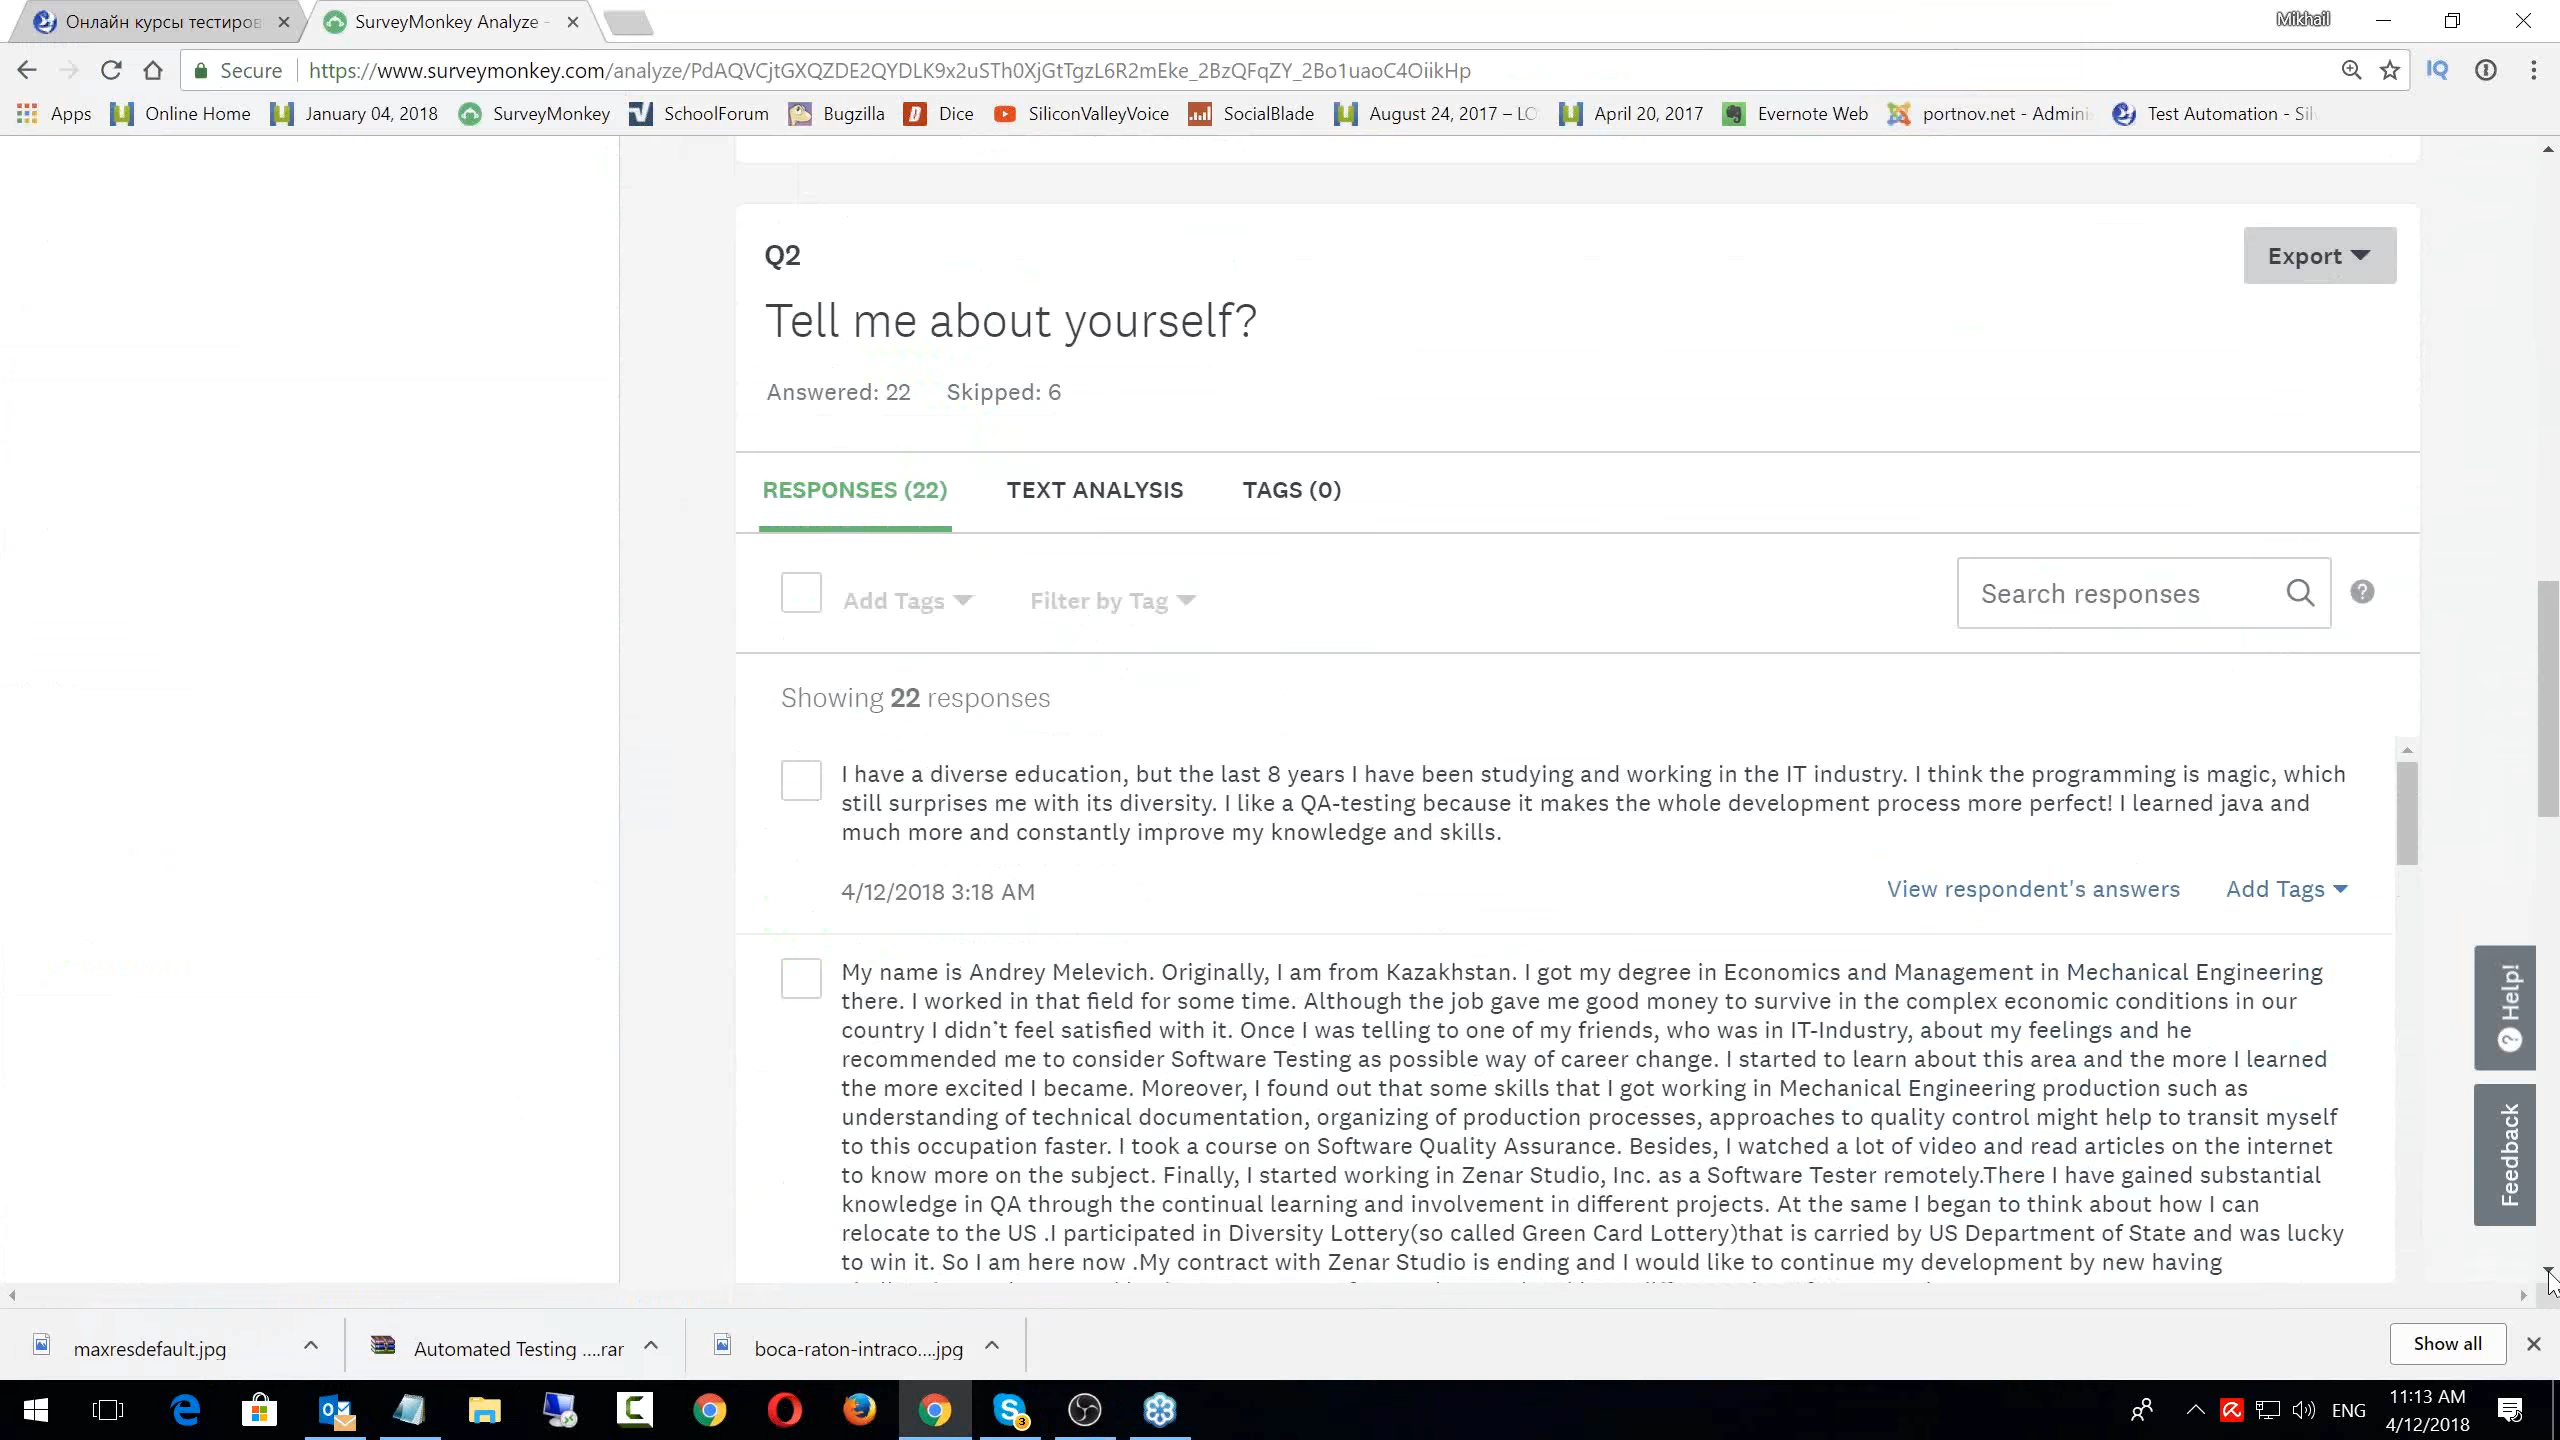 Онлайн курсы тестиров
SurveyMonkey Analyze -
Mikhail
Secure
https://www.surveymonkey.com/analyze/PdAQVCjtGXQZDE2QYDLK9x2uSTh0XjGtTgzL6R2mEke_2BzQFqZY_2Bo1uaoC4OiikHp
Apps
Online Home
January 04, 2018
SurveyMonkey
SchoolForum
Bugzilla
Dice
SiliconValleyVoice
SocialBlade
August 24, 2017 – LO
April 20, 2017
Evernote Web
portnov.net - Admini
Test Automation - Sil
Q2
Export
Tell me about yourself?
Answered: 22 Skipped: 6
RESPONSES (22) TEXT ANALYSIS TAGS (0)
Add Tags Filter by Tag
Search responses
Showing 22 responses
I have a diverse education, but the last 8 years I have been studying and working in the IT industry. I think the programming is magic, which
still surprises me with its diversity. I like a QA-testing because it makes the whole development process more perfect! I learned java and
much more and constantly improve my knowledge and skills.
4/12/2018 3:18 AM
View respondent's answers Add Tags
My name is Andrey Melevich. Originally, I am from Kazakhstan. I got my degree in Economics and Management in Mechanical Engineering
there. I worked in that field for some time. Although the job gave me good money to survive in the complex economic conditions in our
country I didn`t feel satisfied with it. Once I was telling to one of my friends, who was in IT-Industry, about my feelings and he
recommended me to consider Software Testing as possible way of career change. I started to learn about this area and the more I learned
the more excited I became. Moreover, I found out that some skills that I got working in Mechanical Engineering production such as
understanding of technical documentation, organizing of production processes, approaches to quality control might help to transit myself
to this occupation faster. I took a course on Software Quality Assurance. Besides, I watched a lot of video and read articles on the internet
to know more on the subject. Finally, I started working in Zenar Studio, Inc. as a Software Tester remotely.There I have gained substantial
knowledge in QA through the continual learning and involvement in different projects. At the same I began to think about how I can
relocate to the US .I participated in Diversity Lottery(so called Green Card Lottery)that is carried by US Department of State and was lucky
to win it. So I am here now .My contract with Zenar Studio is ending and I would like to continue my development by new having
Help!
Feedback
maxresdefault.jpg
Automated Testing ....rar
boca-raton-intraco....jpg
Show all
3
ENG
11:13 AM
4/12/2018